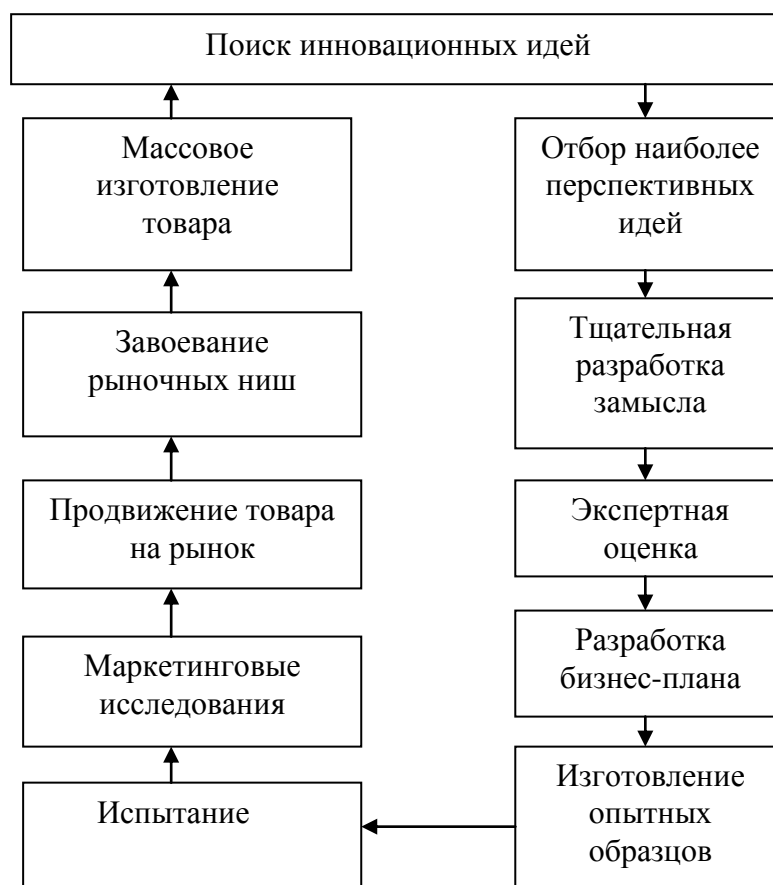 Поиск инновационных идей
Массовое
изготовление
товара
Завоевание
рыночных ниш
Продвижение товара
на рынок
Маркетинговые
исследования
Испытание
Отбор наиболее
перспективных
идей
Тщательная
разработка
замысла
Экспертная
оценка
Разработка
бизнес-плана
Изготовление
опытных
образцов